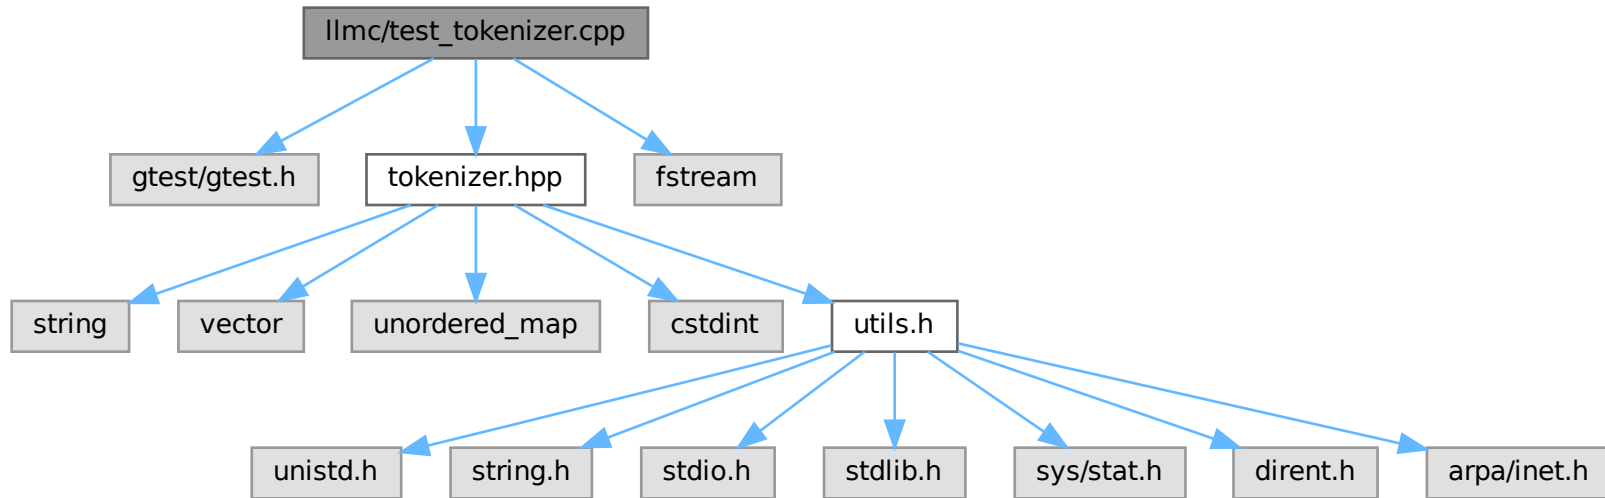 llmc/test_tokenizer.cpp
gtest/gtest.h
tokenizer.hpp
fstream
string
vector
unordered_map
cstdint
utils.h
unistd.h
string.h
stdio.h
stdlib.h
sys/stat.h
dirent.h
arpa/inet.h